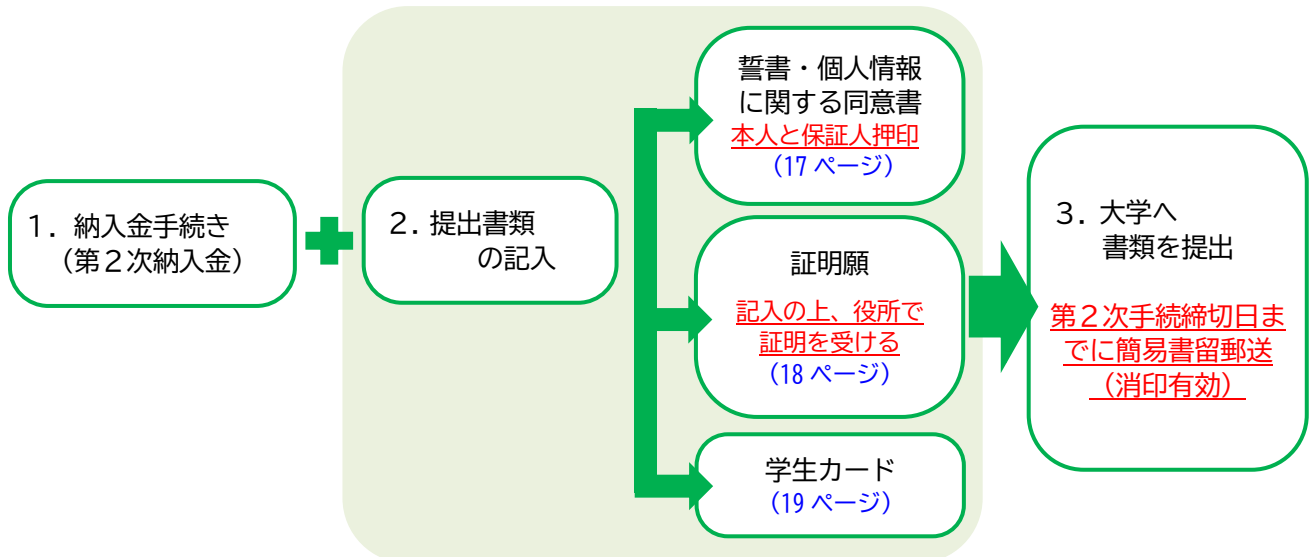 １．納入金手続き
（第２次納入金）
２．提出書類
の記入
誓書・個人情報
に関する同意書
本人と保証人押印
（17 ページ）
証明願
記入の上、役所で
証明を受ける
（18 ページ）
学生カード
（19 ページ）
３．大学へ
書類を提出
第２次手続締切日ま
でに簡易書留郵送
（消印有効）